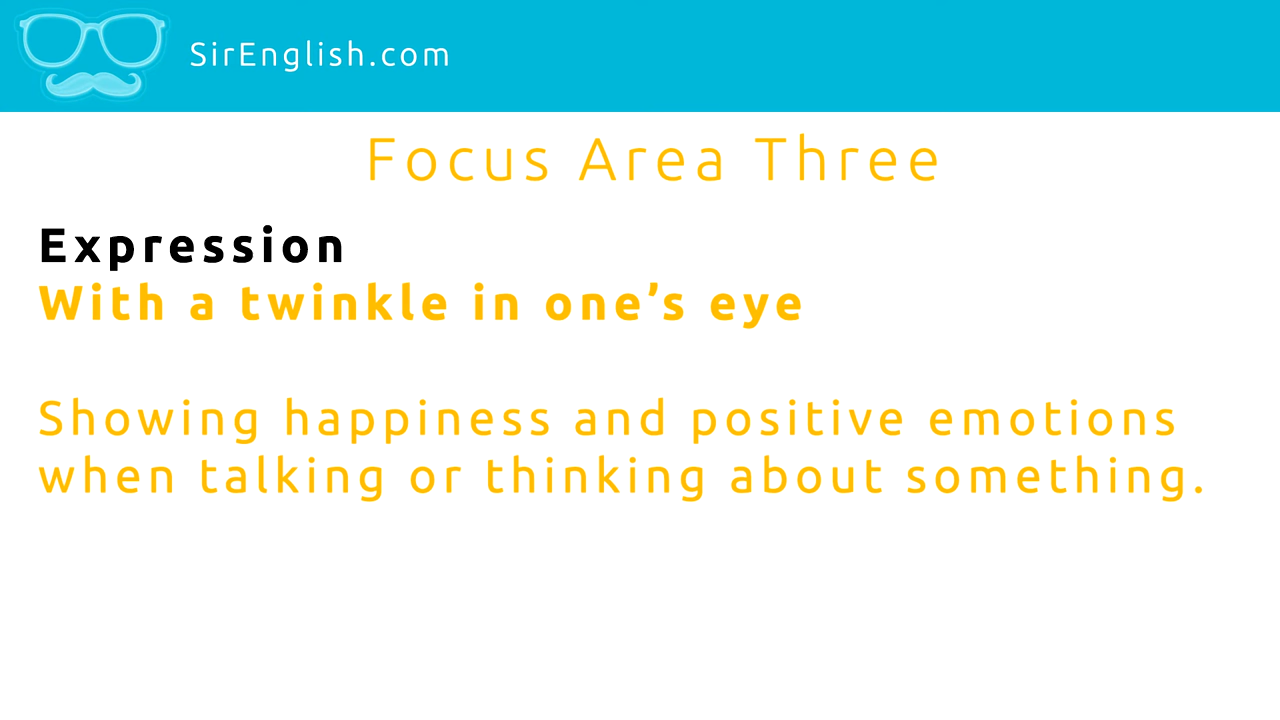 SirEnglish.com
Focus Area Three
Expression
With a twinkle in one’s eye
Showing happiness and positive emotions
when talking or thinking about something.